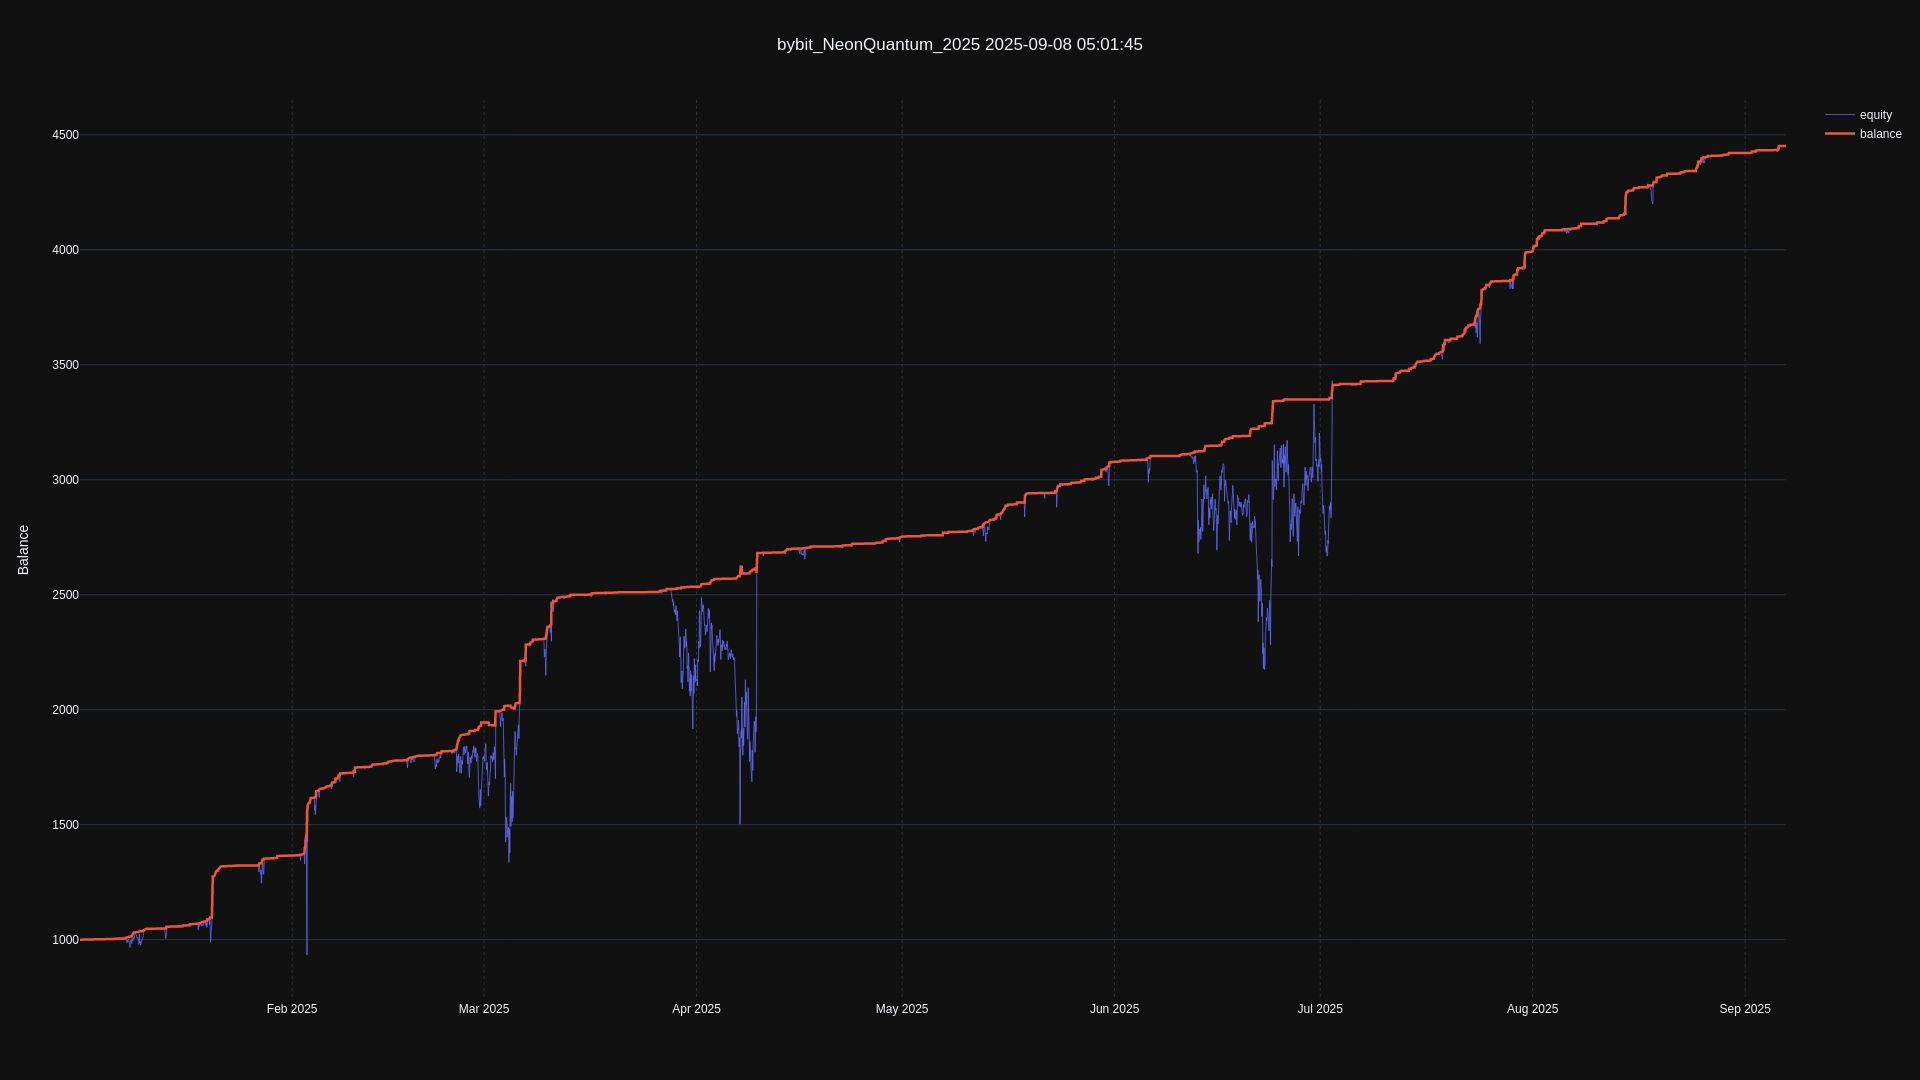 bybit_NeonQuantum_2025 2025-09-08 05:01:45
equity
balance
4500
4000
3500
3000
2500
2000
1500
1000
Balance
Feb 2025
Mar 2025
Apr 2025
May 2025
Jun 2025
Jul 2025
Aug 2025
Sep 2025